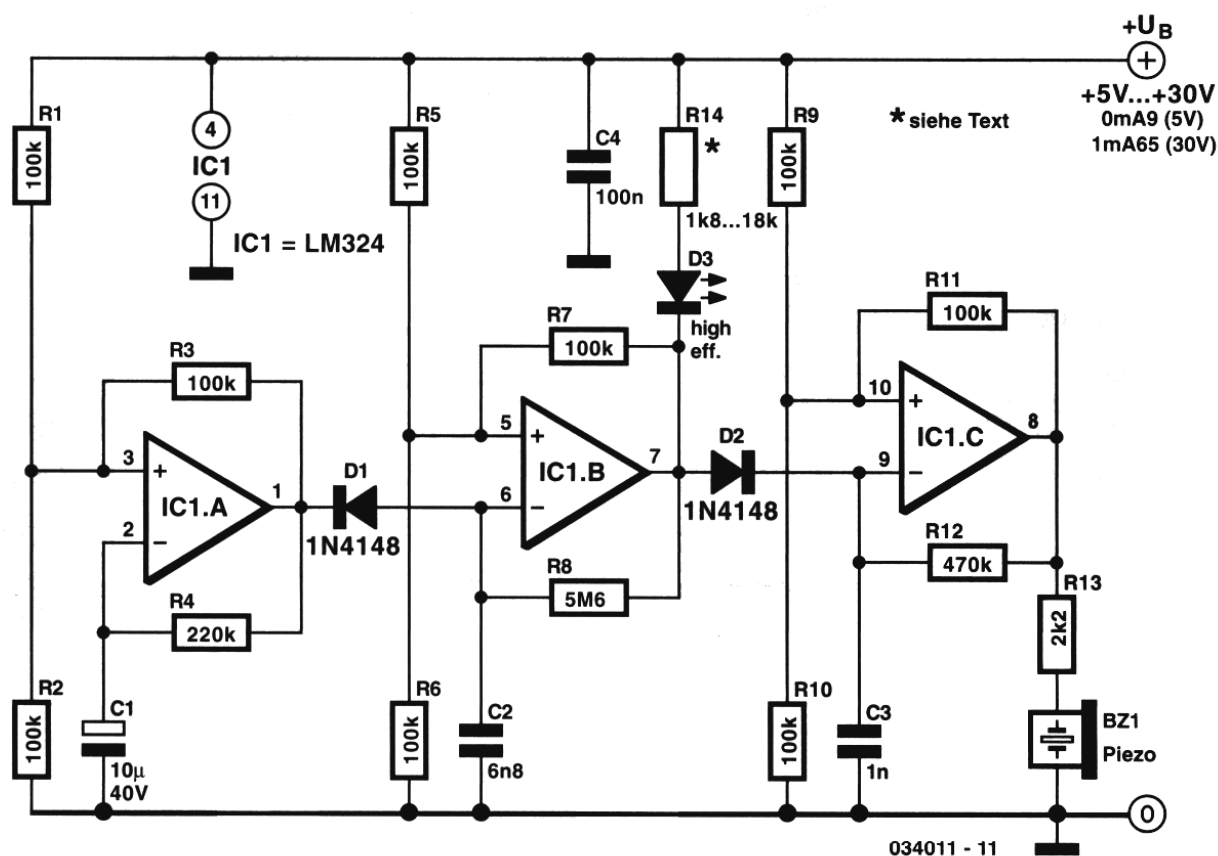 +UB
+
+5V...+30V
0mA9 (5V)
1mA65 (30V)
* siehe Text
R1
100k
4
IC1
11
IC1 = LM324
R5
100k
C4
100n
R14
*
1k8...18k
R9
100k
D3
high
eff.
R3
100k
R7
100k
R11
100k
3
+
1
IC1.A
2
−
D1
1N4148
5
+
7
IC1.B
6
−
D2
1N4148
10
+
8
IC1.C
9
−
R4
220k
R8
5M6
R12
470k
R13
2k2
R2
100k
C1
10µ
40V
R6
100k
C2
6n8
R10
100k
C3
1n
BZ1
Piezo
0
034011 - 11